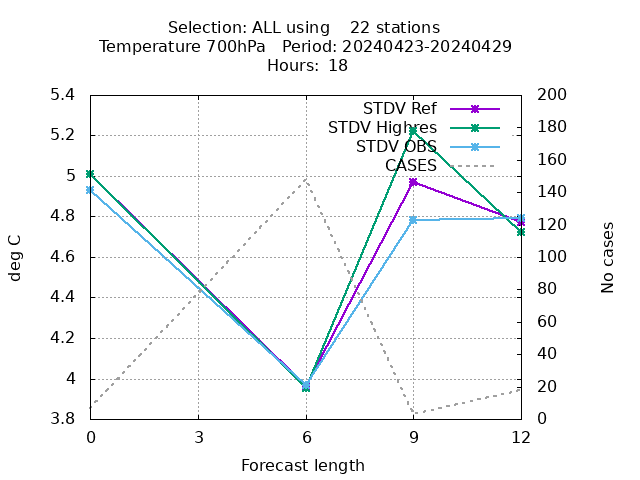 Selection: ALL using    22 stations
Temperature 700hPa   Period: 20240423-20240429
Hours:  18
5.4
5.2
5
4.8
4.6
4.4
4.2
4
3.8
deg C
STDV Ref
STDV Highres
STDV OBS
CASES
200
180
160
140
120
100
80
60
40
20
0
No cases
0 3 6 9 12
Forecast length